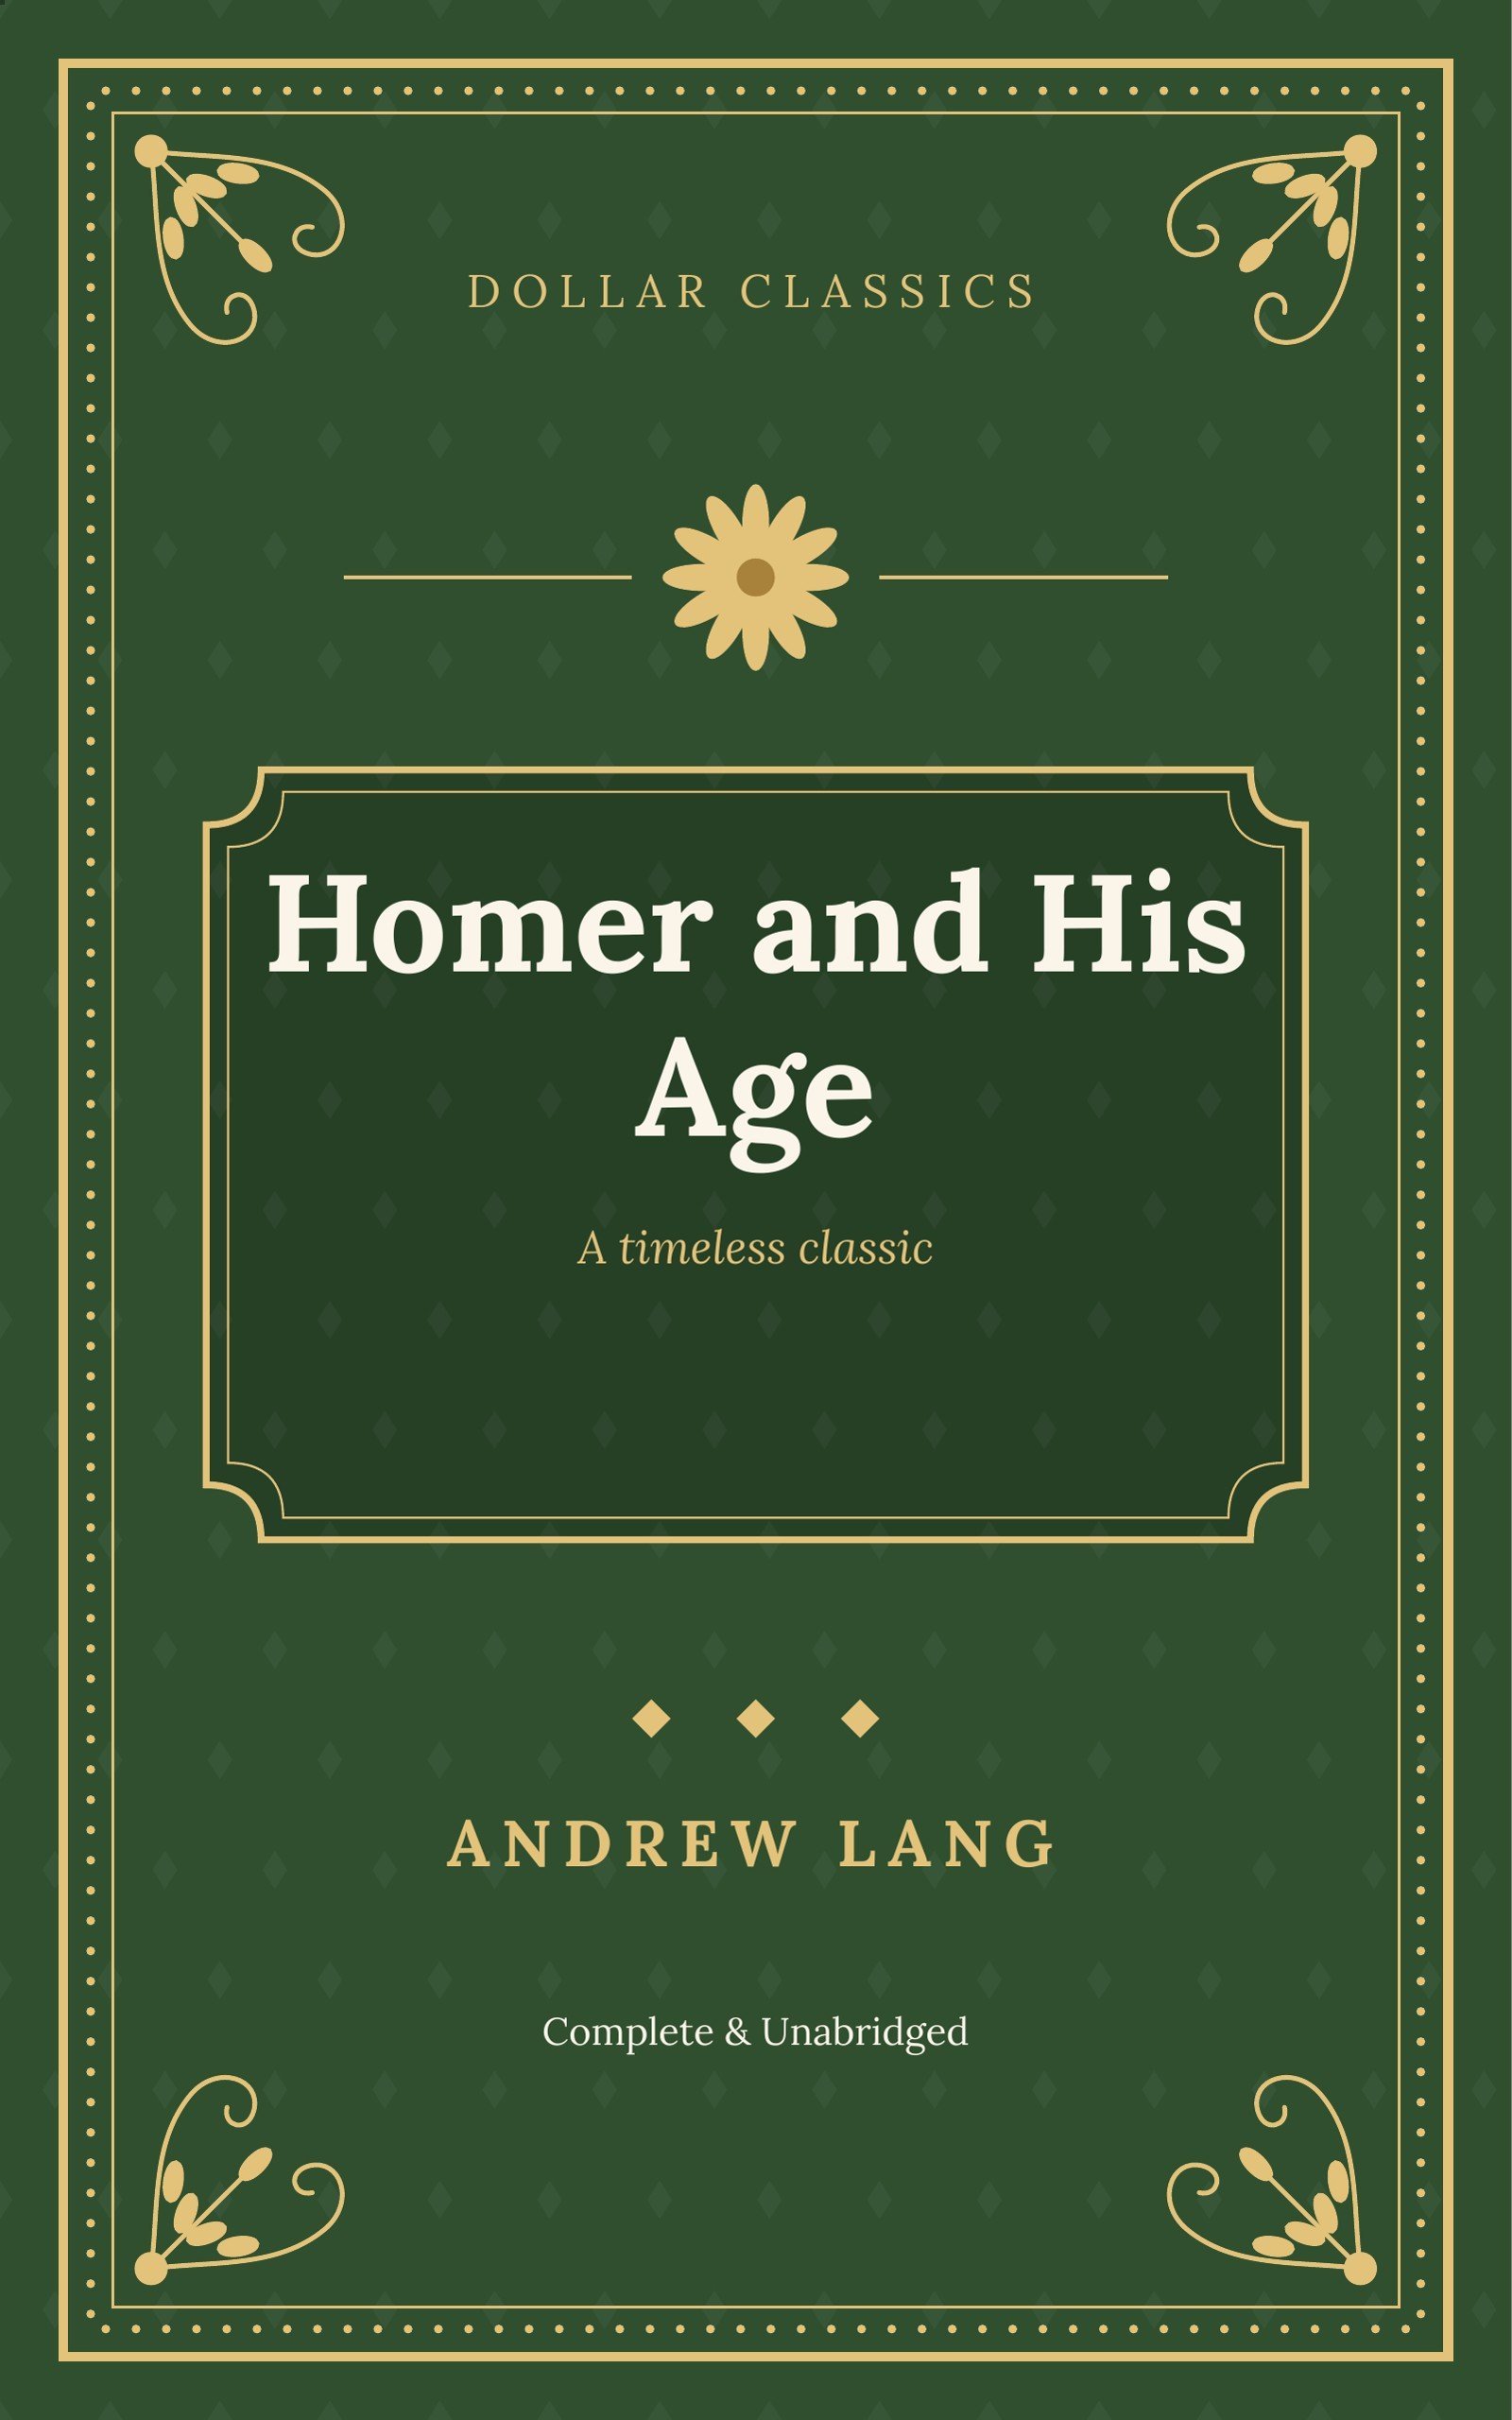 DOLLAR CLASSICS
Homer and His
Age
A timeless classic
ANDREW LANG
Complete & Unabridged